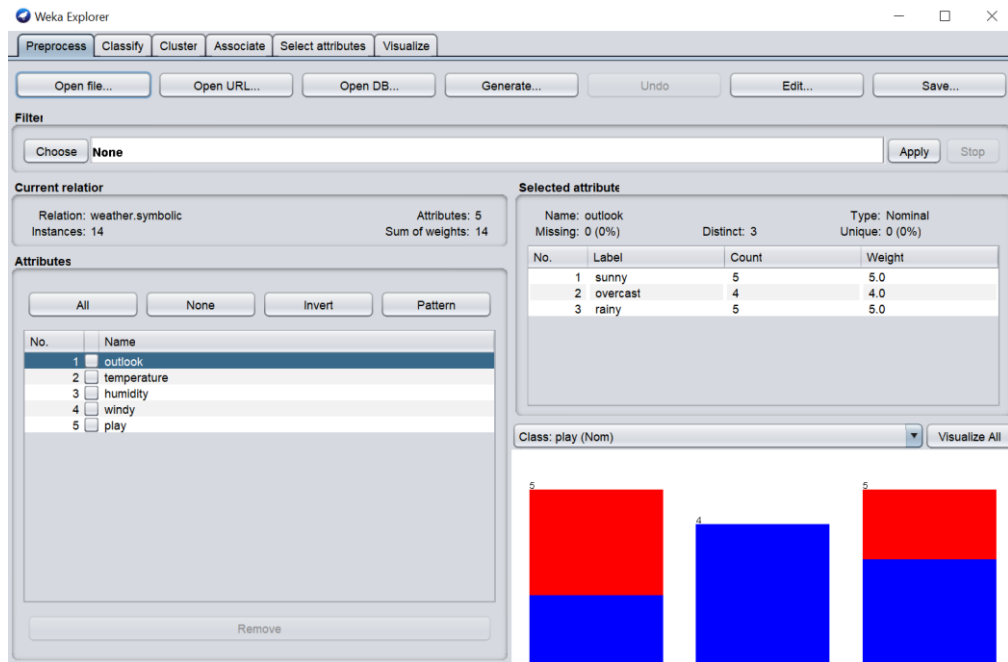 Weka Explorer
Preprocess Classify Cluster Associate Select attributes Visualize
Open file... Open URL... Open DB... Generate... Undo Edit... Save...
Filter
Choose None Apply Stop
Current relation
Relation: weather.symbolic Attributes: 5
Instances: 14 Sum of weights: 14
Attributes
All None Invert Pattern
No. Name
1 outlook
2 temperature
3 humidity
4 windy
5 play
Remove
Selected attribute
Name: outlook Type: Nominal
Missing: 0 (0%) Distinct: 3 Unique: 0 (0%)
No. Label Count Weight
1 sunny 5 5.0
2 overcast 4 4.0
3 rainy 5 5.0
Class: play (Nom) Visualize All
5 5
4